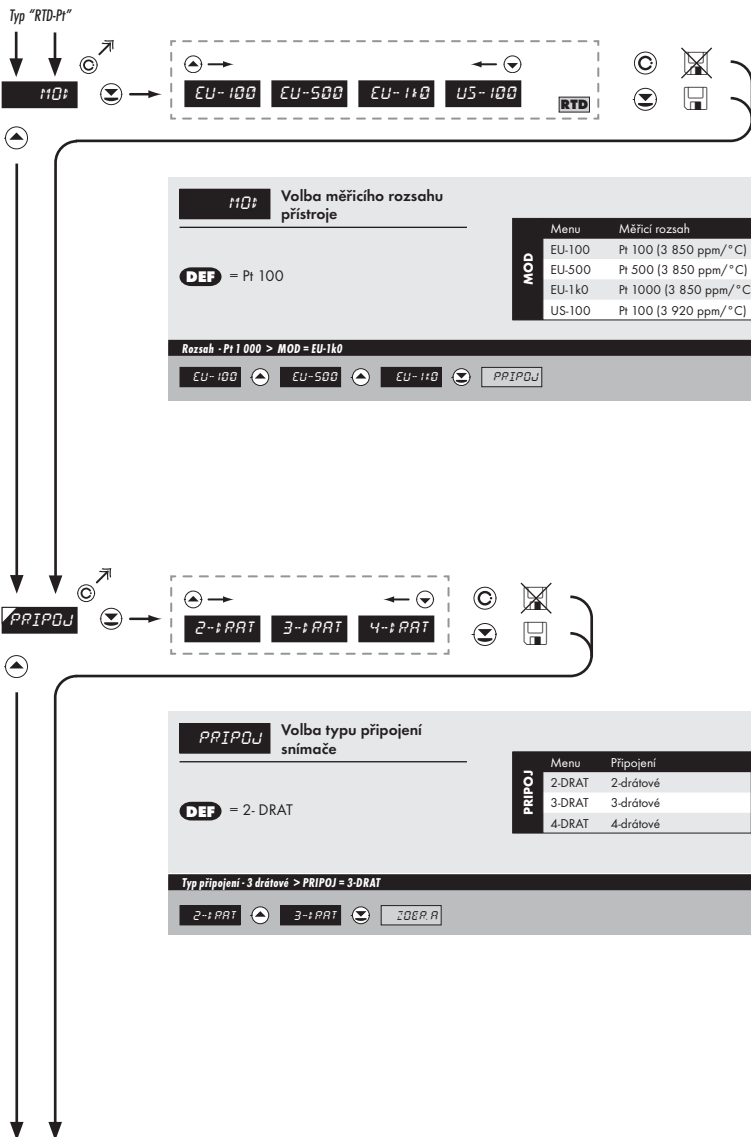 Typ "RTD-Pt"
MOD
EU-100 EU-500 EU-1k0 US-100
RTD
MOD
Volba měřicího rozsahu
přístroje
DEF = Pt 100
MOD
Menu Měřicí rozsah
EU-100 Pt 100 (3 850 ppm/°C)
EU-500 Pt 500 (3 850 ppm/°C)
EU-1k0 Pt 1000 (3 850 ppm/°C
US-100 Pt 100 (3 920 ppm/°C)
Rozsah - Pt 1 000 > MOD = EU-1k0
EU-100 EU-500 EU-1k0 PRIPOJ
PRIPOJ
2-DRAT 3-DRAT 4-DRAT
PRIPOJ
Volba typu připojení
snímače
DEF = 2- DRAT
PRIPOJ
Menu Připojení
2-DRAT 2-drátové
3-DRAT 3-drátové
4-DRAT 4-drátové
Typ připojení - 3 drátové > PRIPOJ = 3-DRAT
2-DRAT 3-DRAT ZOBR.A